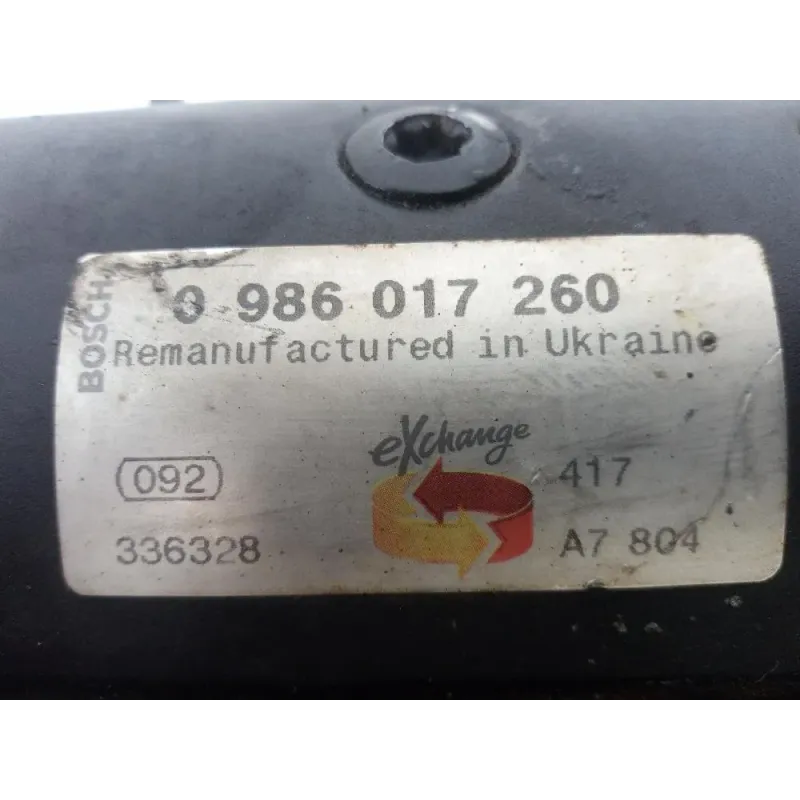 BOSCH
0 986 017 260
Remanufactured in Ukraine
eXchange
092
417
336328
A7 804